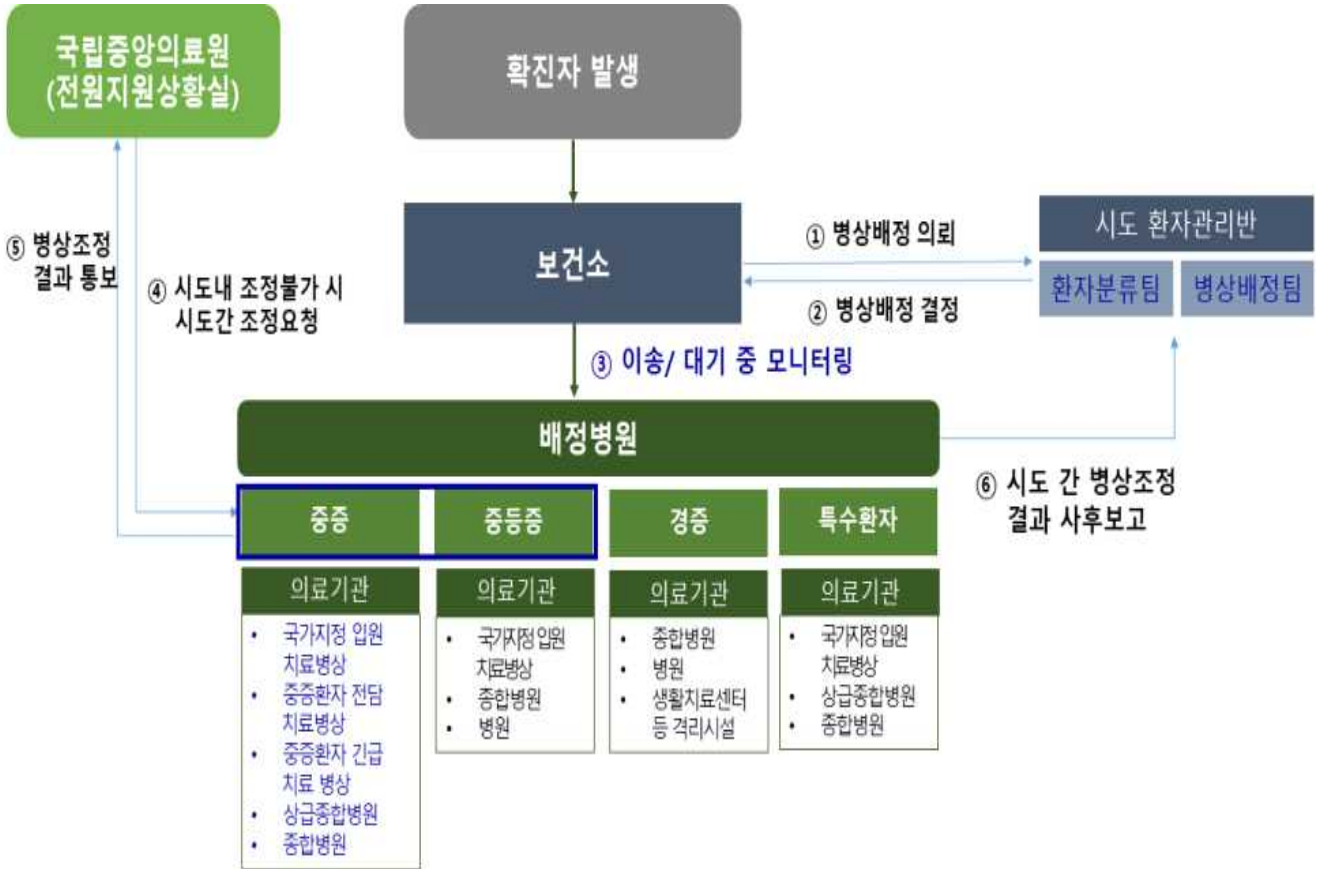 국립중앙의료원
(전원지원상황실)
확진자 발생
보건소
① 병상배정 의뢰
② 병상배정 결정
시도 환자관리반
환자분류팀
병상배정팀
⑤ 병상조정
결과 통보
④ 시도내 조정불가 시
시도간 조정요청
③ 이송/ 대기 중 모니터링
배정병원
⑥ 시도 간 병상조정
결과 사후보고
중증
중등증
경증
특수환자
의료기관
• 국가지정 입원
치료병상
• 중증환자 전담
치료병상
• 중증환자 긴급
치료 병상
• 상급종합병원
• 종합병원
의료기관
• 국가지정 입원
치료병상
• 종합병원
• 병원
의료기관
• 종합병원
• 병원
• 생활치료센터
등 격리시설
의료기관
• 국가지정 입원
치료병상
• 상급종합병원
• 종합병원